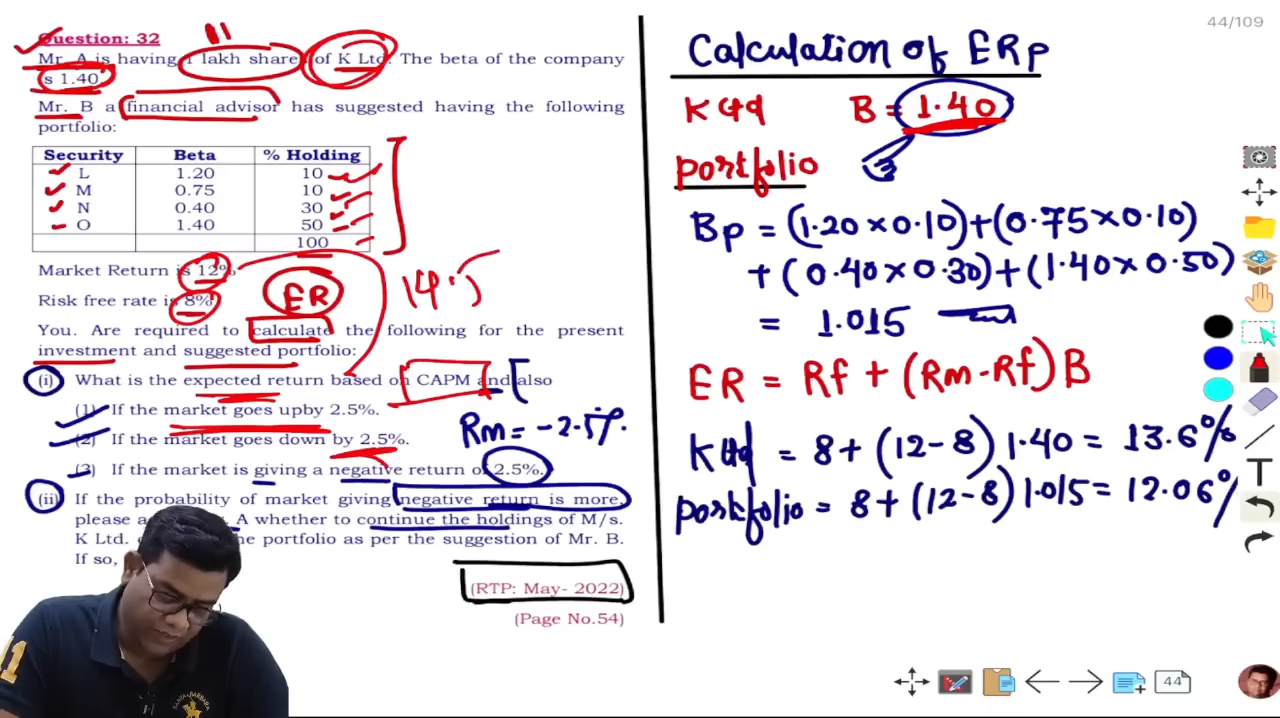 44/109
Question: 32
Mr. A is having 1 lakh shares of K Ltd. The beta of the company
is 1.40
Mr. B a financial advisor has suggested having the following
portfolio:
Security Beta % Holding
L 1.20 10
M 0.75 10
N 0.40 30
O 1.40 50
100
Market Return is 12%
Risk free rate is 8%
ER
14.5
You. Are required to calculate the following for the present
investment and suggested portfolio:
(i) What is the expected return based on CAPM and also
(1) If the market goes upby 2.5%.
(2) If the market goes down by 2.5%.
Rm = -2.5%.
(3) If the market is giving a negative return of 2.5%.
(ii) If the probability of market giving negative return is more,
please A whether to continue the holdings of M/s.
K Ltd. the portfolio as per the suggestion of Mr. B.
If so,
(RTP: May- 2022)
(Page No.54)
Calculation of ERp
K Ltd B = 1.40
Portfolio
Bp = (1.20 × 0.10) + (0.75 × 0.10)
+ (0.40 × 0.30) + (1.40 × 0.50)
= 1.015
ER = Rf + (Rm - Rf) B
K Ltd = 8 + (12 - 8) 1.40 = 13.6%
Portfolio = 8 + (12 - 8) 1.015 = 12.06%
T
44